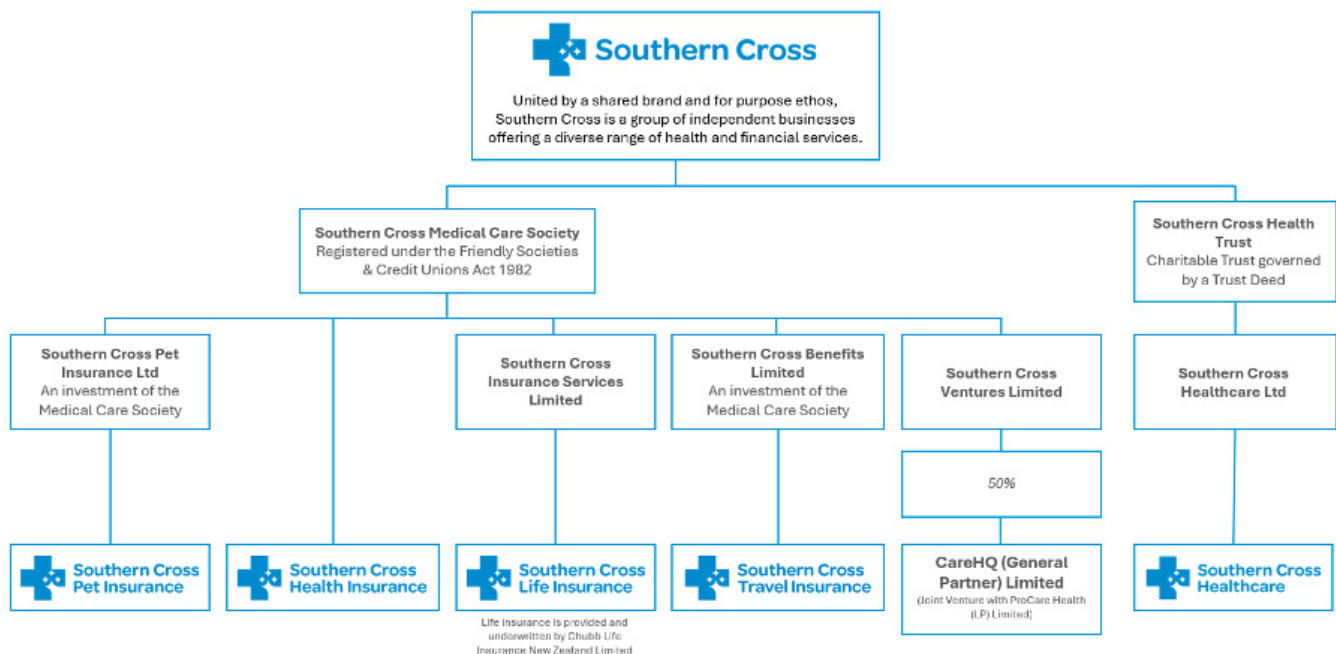 Southern Cross
United by a shared brand and for purpose ethos,
Southern Cross is a group of independent businesses
offering a diverse range of health and financial services.
Southern Cross Medical Care Society
Registered under the Friendly Societies
& Credit Unions Act 1982
Southern Cross Health
Trust
Charitable Trust governed
by a Trust Deed
Southern Cross Pet
Insurance Ltd
An investment of the
Medical Care Society
Southern Cross
Insurance Services
Limited
Southern Cross Benefits
Limited
An investment of the
Medical Care Society
Southern Cross
Ventures Limited
Southern Cross
Healthcare Ltd
50%
Southern Cross
Pet Insurance
Southern Cross
Health Insurance
Southern Cross
Life Insurance
Southern Cross
Travel Insurance
CareHQ (General
Partner) Limited
(Joint Venture with ProCare Health
(LP) Limited)
Southern Cross
Healthcare
Life insurance is provided and
underwritten by Chubb Life
Insurance New Zealand Limited